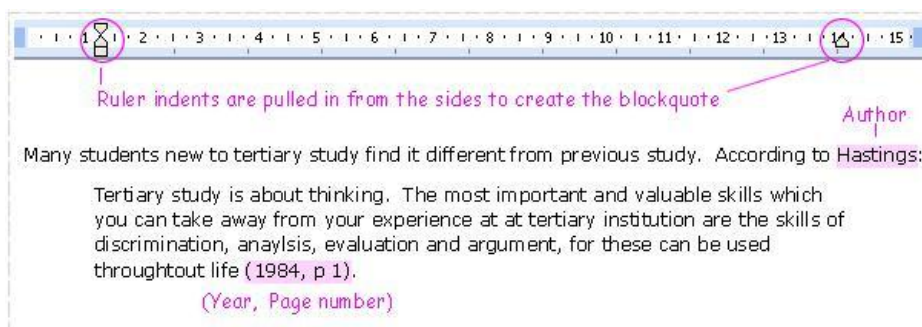 1 2 3 4 5 6 7 8 9 10 11 12 13 14 15
Ruler indents are pulled in from the sides to create the blockquote
Author
Many students new to tertiary study find it different from previous study. According to Hastings:
Tertiary study is about thinking. The most important and valuable skills which
you can take away from your experience at at tertiary institution are the skills of
discrimination, anaylsis, evaluation and argument, for these can be used
throughtout life (1984, p 1).
(Year, Page number)